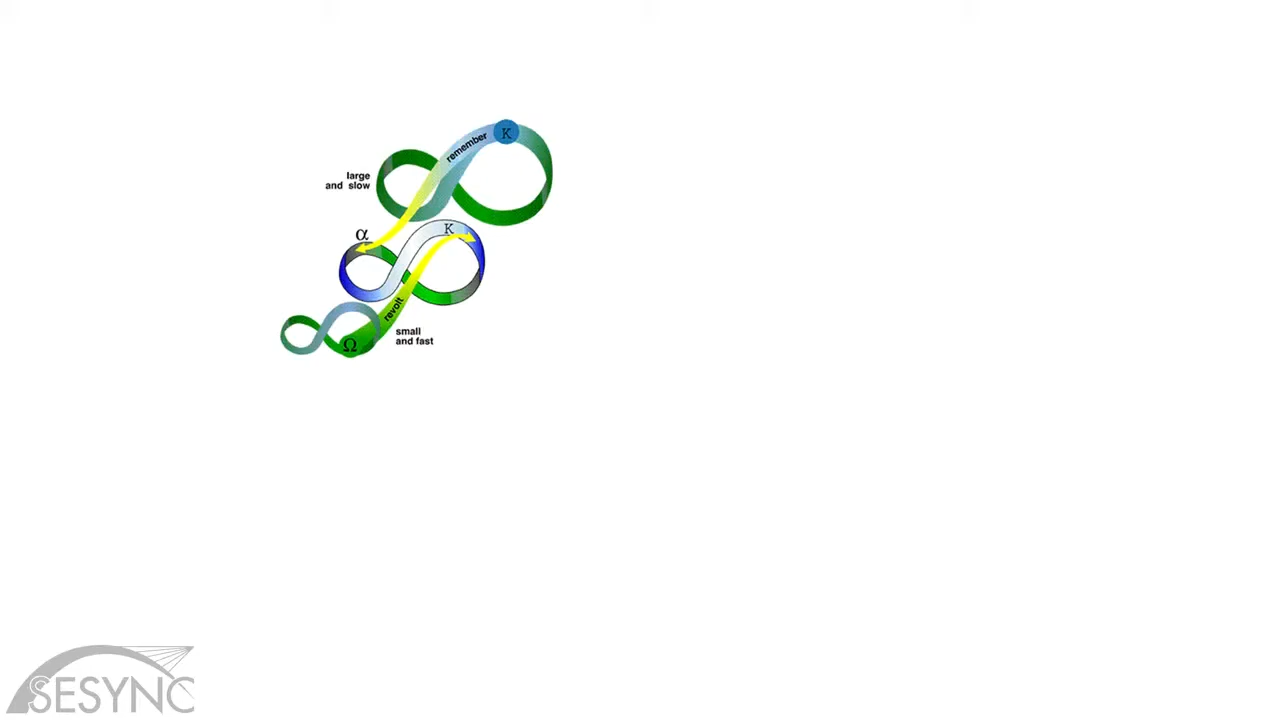 K
remember
large
and slow
α
K
revolt
small
and fast
Ω
SESYNC